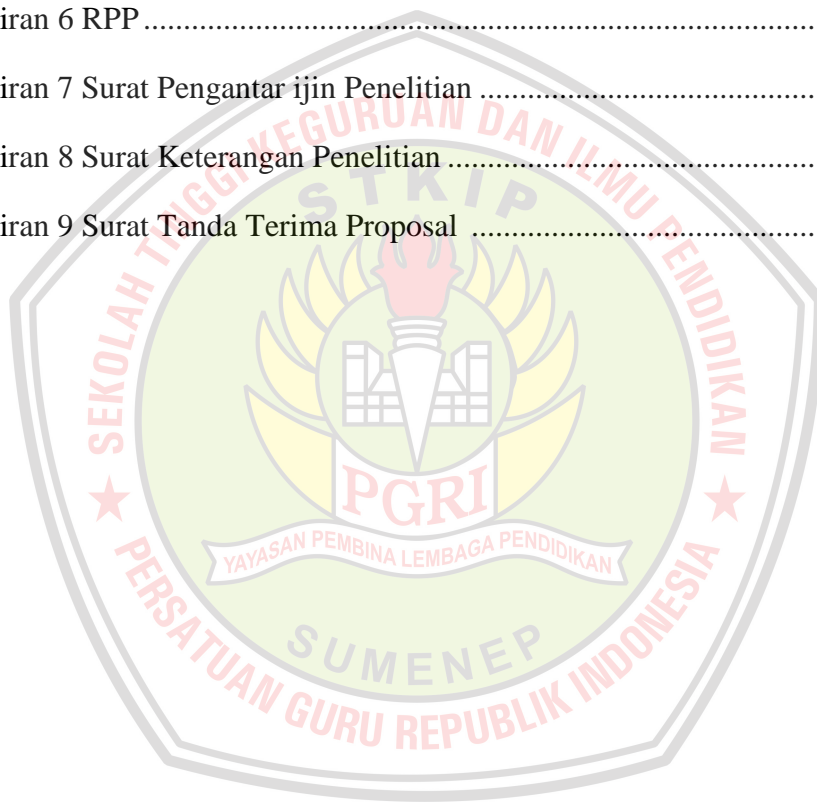 iran 6 RPP ....................................................................................
iran 7 Surat Pengantar ijin Penelitian ..........................................
iran 8 Surat Keterangan Penelitian ..............................................
iran 9 Surat Tanda Terima Proposal ...........................................
SEKOLAH TINGGI KEGURUAN DAN ILMU PENDIDIKAN
STKIP
PGRI
YAYASAN PEMBINA LEMBAGA PENDIDIKAN
SUMENEP
PERSATUAN GURU REPUBLIK INDONESIA